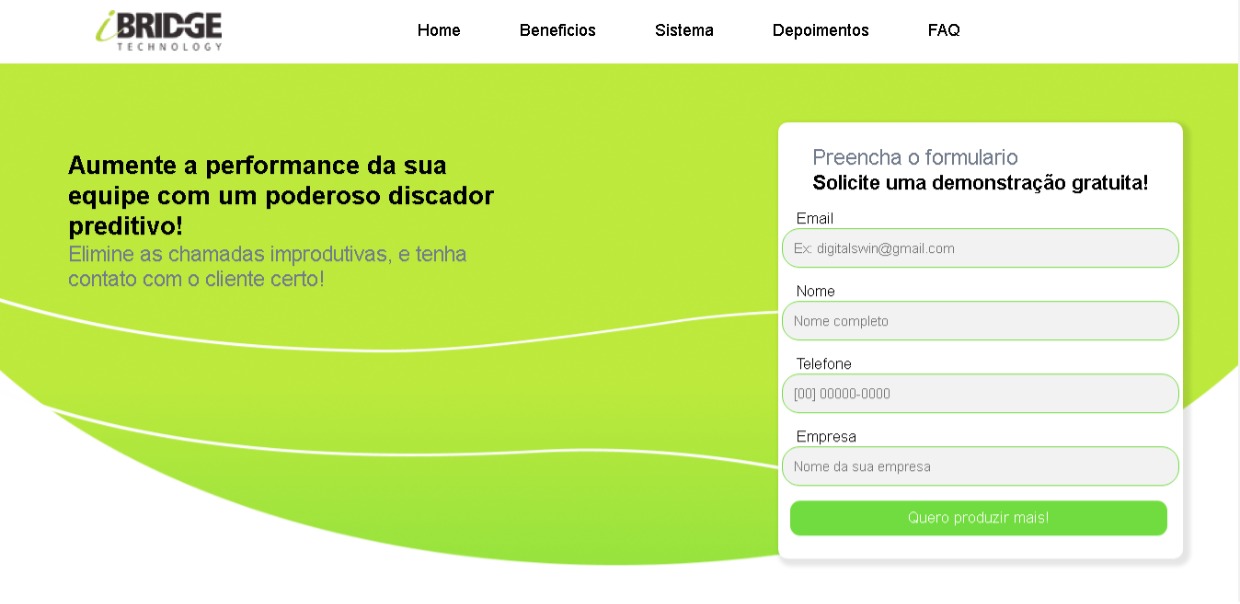 iBRIDGE
TECHNOLOGY
Home Beneficios Sistema Depoimentos FAQ
Aumente a performance da sua
equipe com um poderoso discador
preditivo!
Elimine as chamadas improdutivas, e tenha
contato com o cliente certo!
Preencha o formulario
Solicite uma demonstração gratuita!
Email
Ex: digitalswin@gmail.com
Nome
Nome completo
Telefone
[00] 00000-0000
Empresa
Nome da sua empresa
Quero produzir mais!